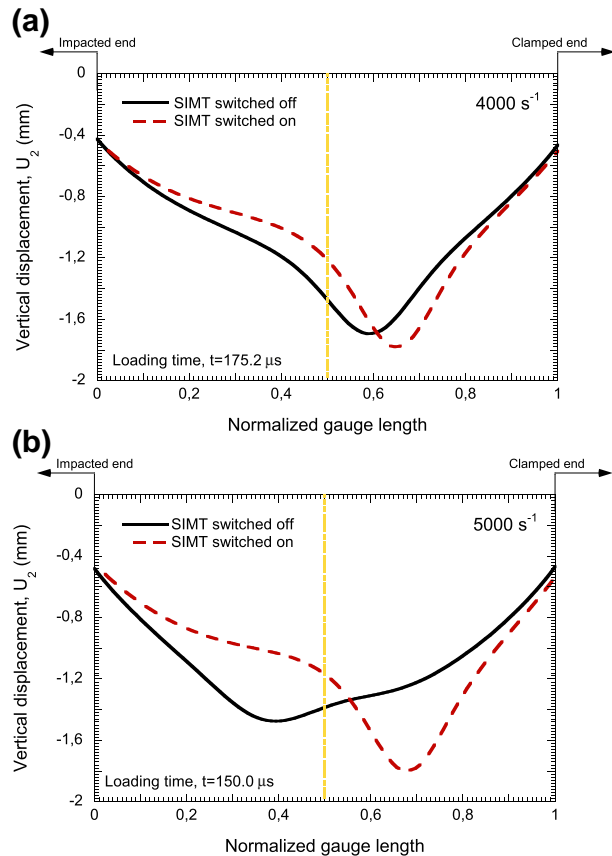 (a)
Impacted end
Clamped end
0
-0,4
-0,8
-1,2
-1,6
-2
Vertical displacement, U₂ (mm)
SIMT switched off
SIMT switched on
4000 s⁻¹
Loading time, t=175.2 μs
0 0,2 0,4 0,6 0,8 1
Normalized gauge length
(b)
Impacted end
Clamped end
0
-0,4
-0,8
-1,2
-1,6
-2
Vertical displacement, U₂ (mm)
SIMT switched off
SIMT switched on
5000 s⁻¹
Loading time, t=150.0 μs
0 0,2 0,4 0,6 0,8 1
Normalized gauge length